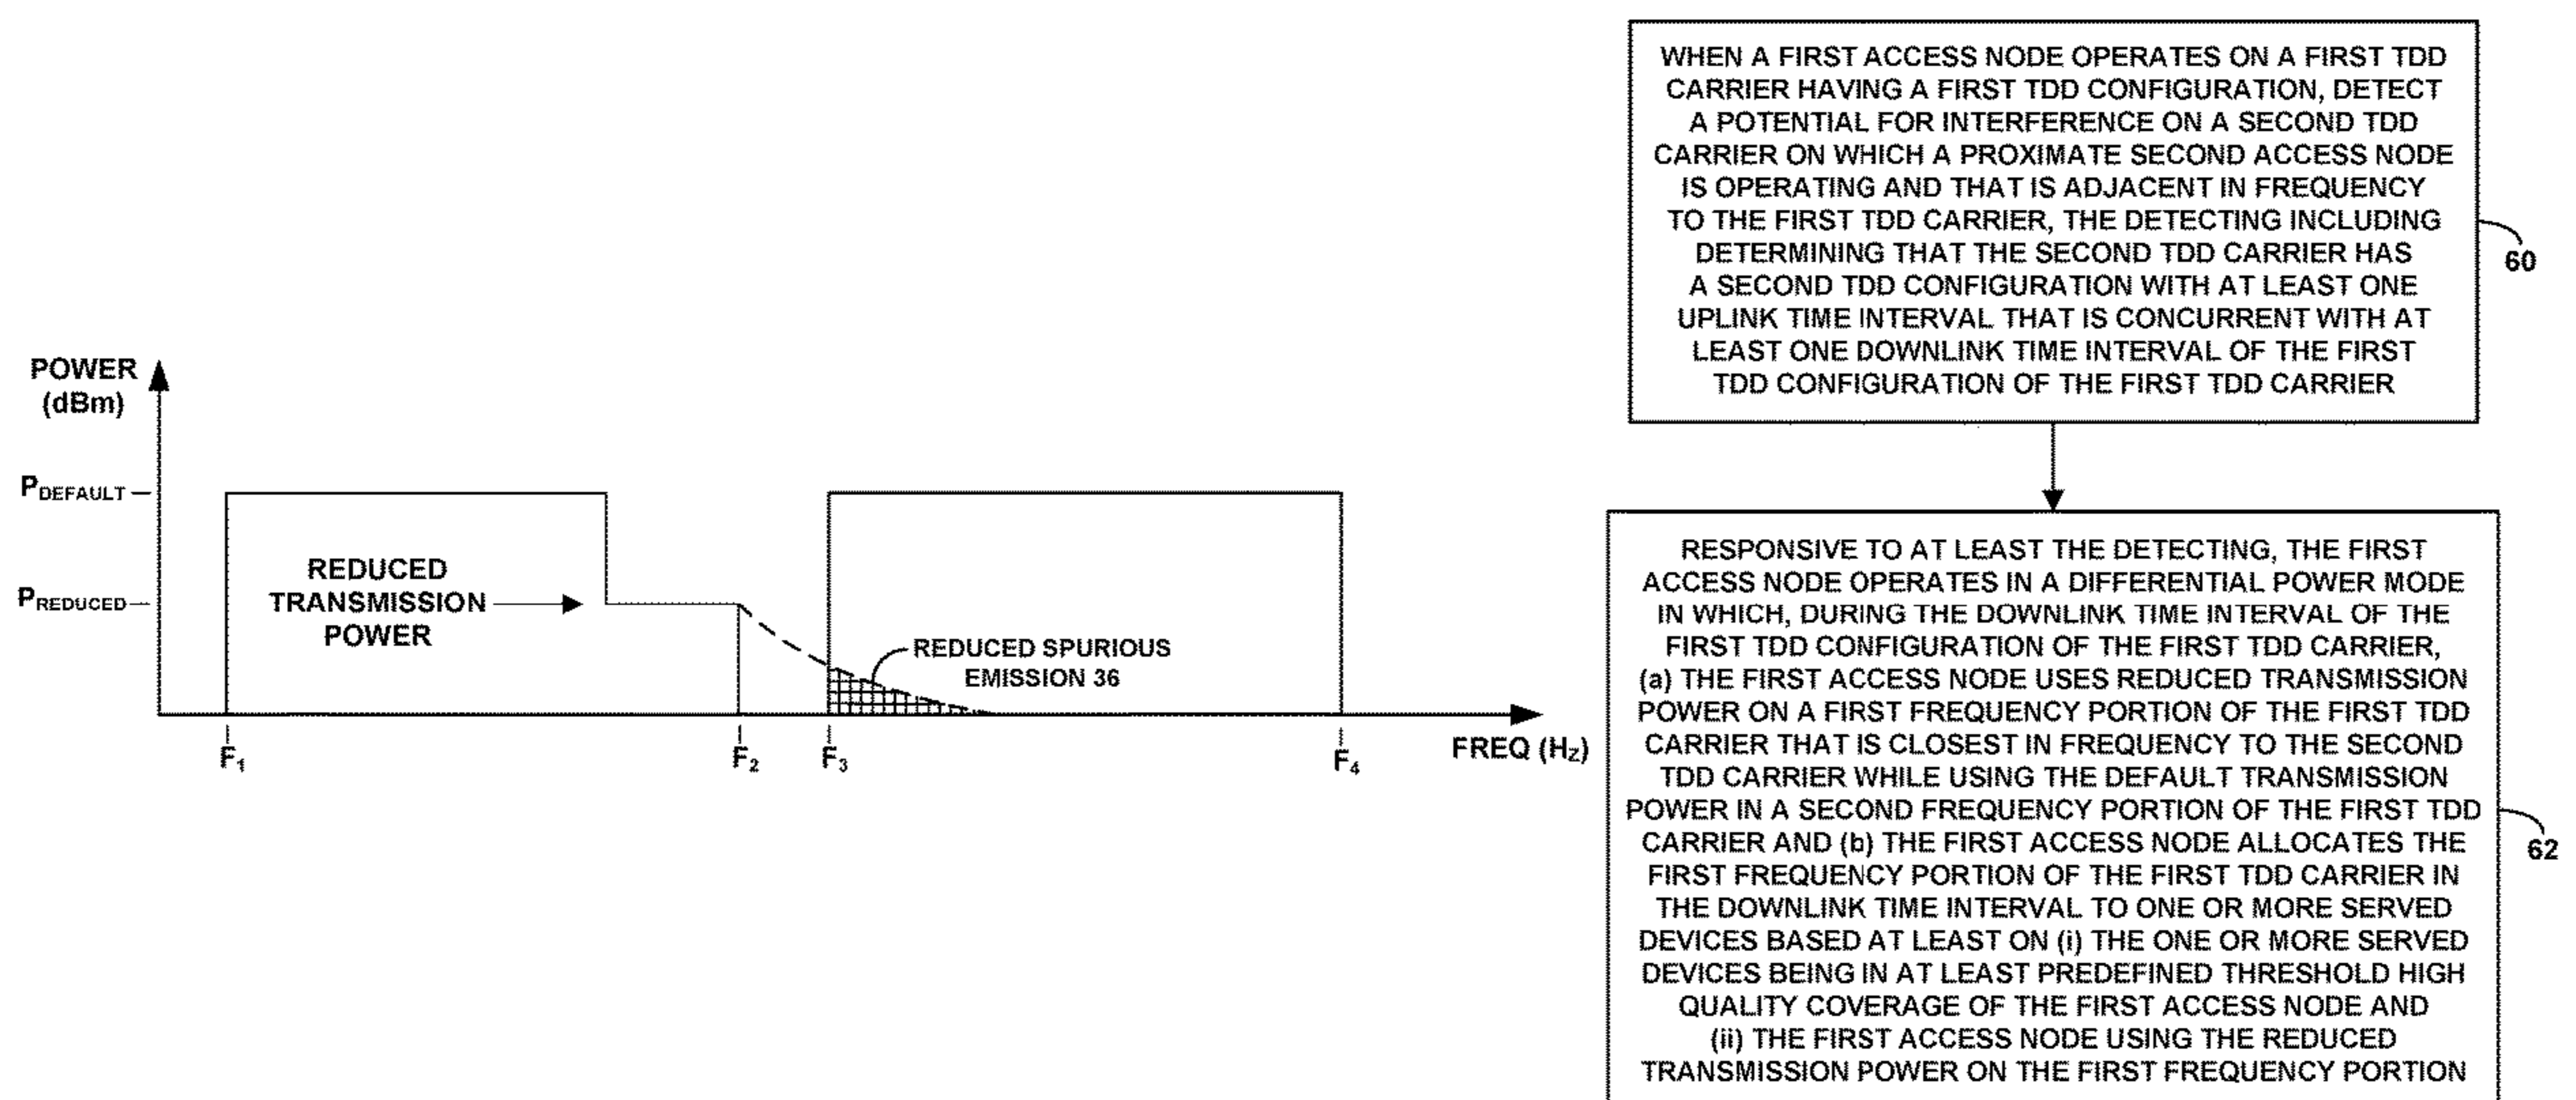 POWER
(dBm)
PDEFAULT
PREDUCED
REDUCED
TRANSMISSION
POWER
REDUCED SPURIOUS
EMISSION 36
F1
F2
F3
F4
FREQ (HZ)
WHEN A FIRST ACCESS NODE OPERATES ON A FIRST TDD
CARRIER HAVING A FIRST TDD CONFIGURATION, DETECT
A POTENTIAL FOR INTERFERENCE ON A SECOND TDD
CARRIER ON WHICH A PROXIMATE SECOND ACCESS NODE
IS OPERATING AND THAT IS ADJACENT IN FREQUENCY
TO THE FIRST TDD CARRIER, THE DETECTING INCLUDING
DETERMINING THAT THE SECOND TDD CARRIER HAS
A SECOND TDD CONFIGURATION WITH AT LEAST ONE
UPLINK TIME INTERVAL THAT IS CONCURRENT WITH AT
LEAST ONE DOWNLINK TIME INTERVAL OF THE FIRST
TDD CONFIGURATION OF THE FIRST TDD CARRIER
60
RESPONSIVE TO AT LEAST THE DETECTING, THE FIRST
ACCESS NODE OPERATES IN A DIFFERENTIAL POWER MODE
IN WHICH, DURING THE DOWNLINK TIME INTERVAL OF THE
FIRST TDD CONFIGURATION OF THE FIRST TDD CARRIER,
(a) THE FIRST ACCESS NODE USES REDUCED TRANSMISSION
POWER ON A FIRST FREQUENCY PORTION OF THE FIRST TDD
CARRIER THAT IS CLOSEST IN FREQUENCY TO THE SECOND
TDD CARRIER WHILE USING THE DEFAULT TRANSMISSION
POWER IN A SECOND FREQUENCY PORTION OF THE FIRST TDD
CARRIER AND (b) THE FIRST ACCESS NODE ALLOCATES THE
FIRST FREQUENCY PORTION OF THE FIRST TDD CARRIER IN
THE DOWNLINK TIME INTERVAL TO ONE OR MORE SERVED
DEVICES BASED AT LEAST ON (i) THE ONE OR MORE SERVED
DEVICES BEING IN AT LEAST PREDEFINED THRESHOLD HIGH
QUALITY COVERAGE OF THE FIRST ACCESS NODE AND
(ii) THE FIRST ACCESS NODE USING THE REDUCED
TRANSMISSION POWER ON THE FIRST FREQUENCY PORTION
62